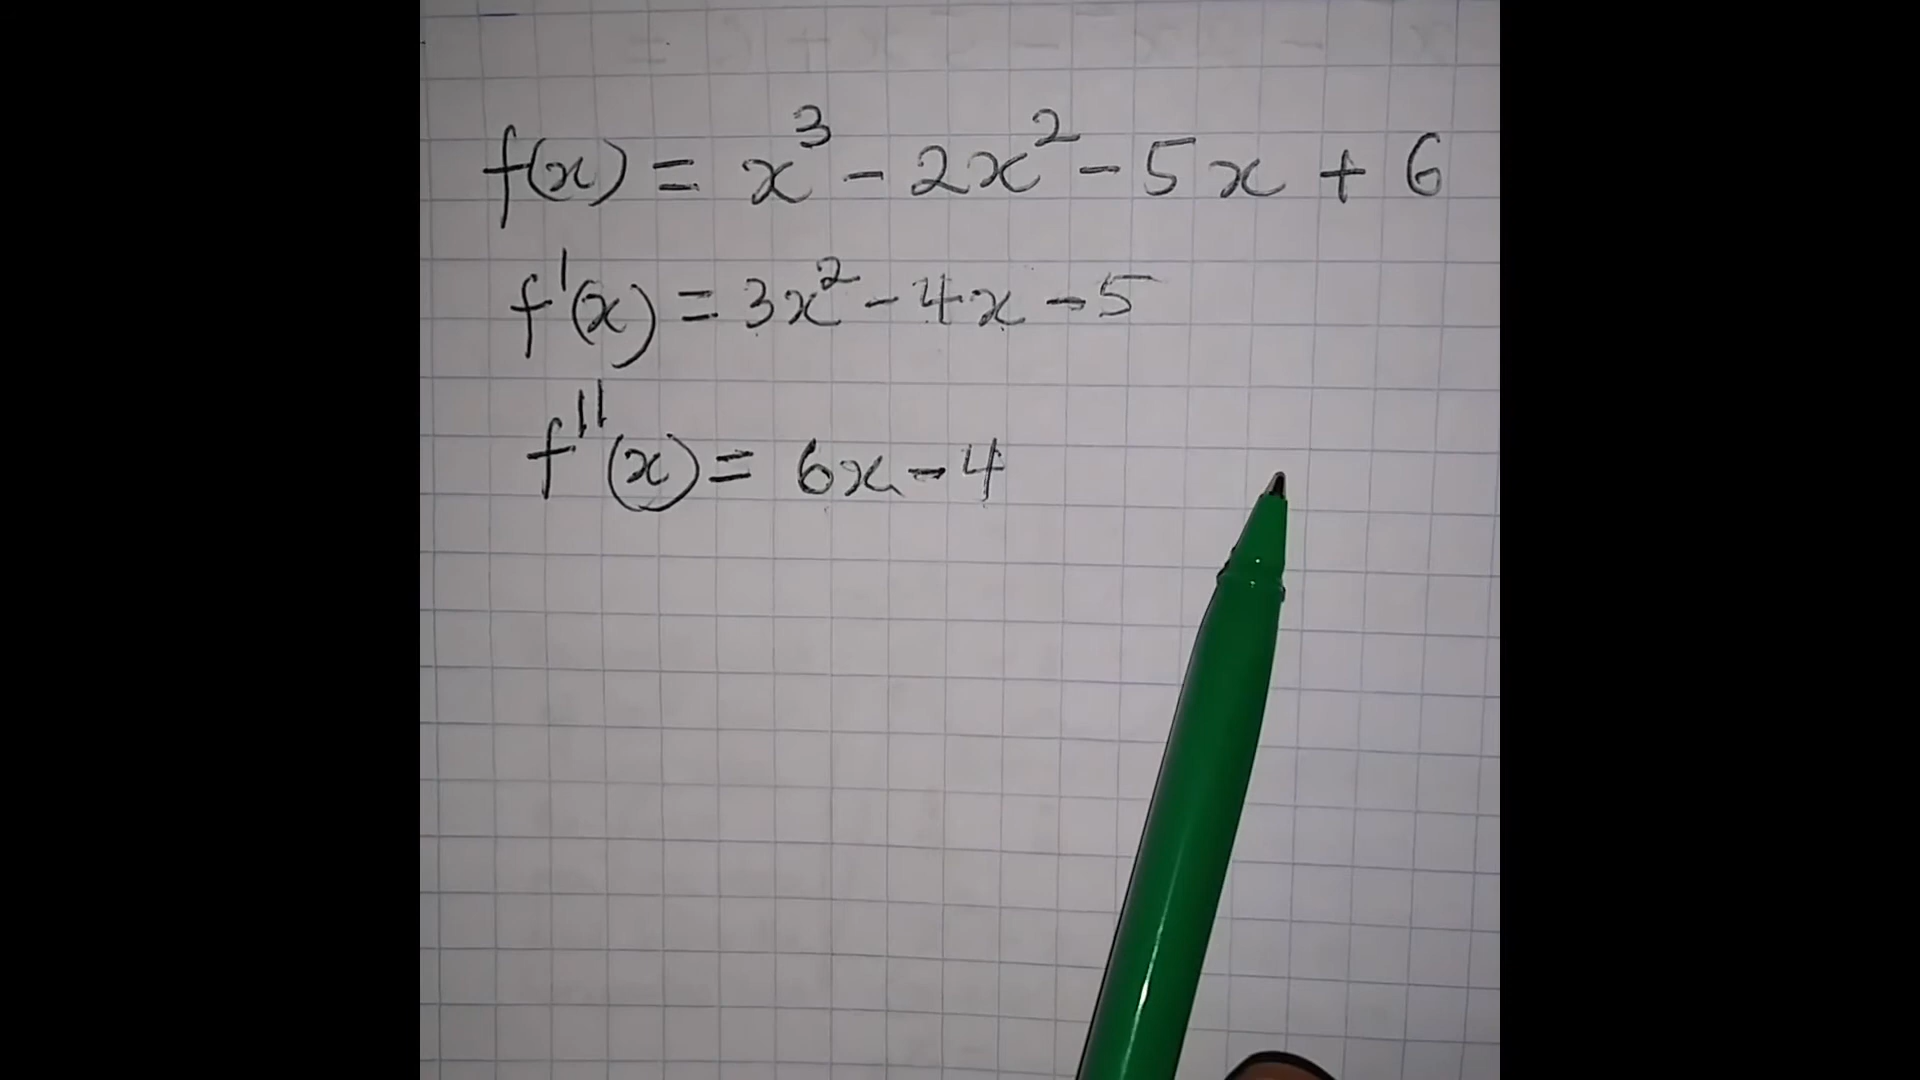 f(x) = x³ - 2x² - 5x + 6
f'(x) = 3x² - 4x - 5
f''(x) = 6x - 4